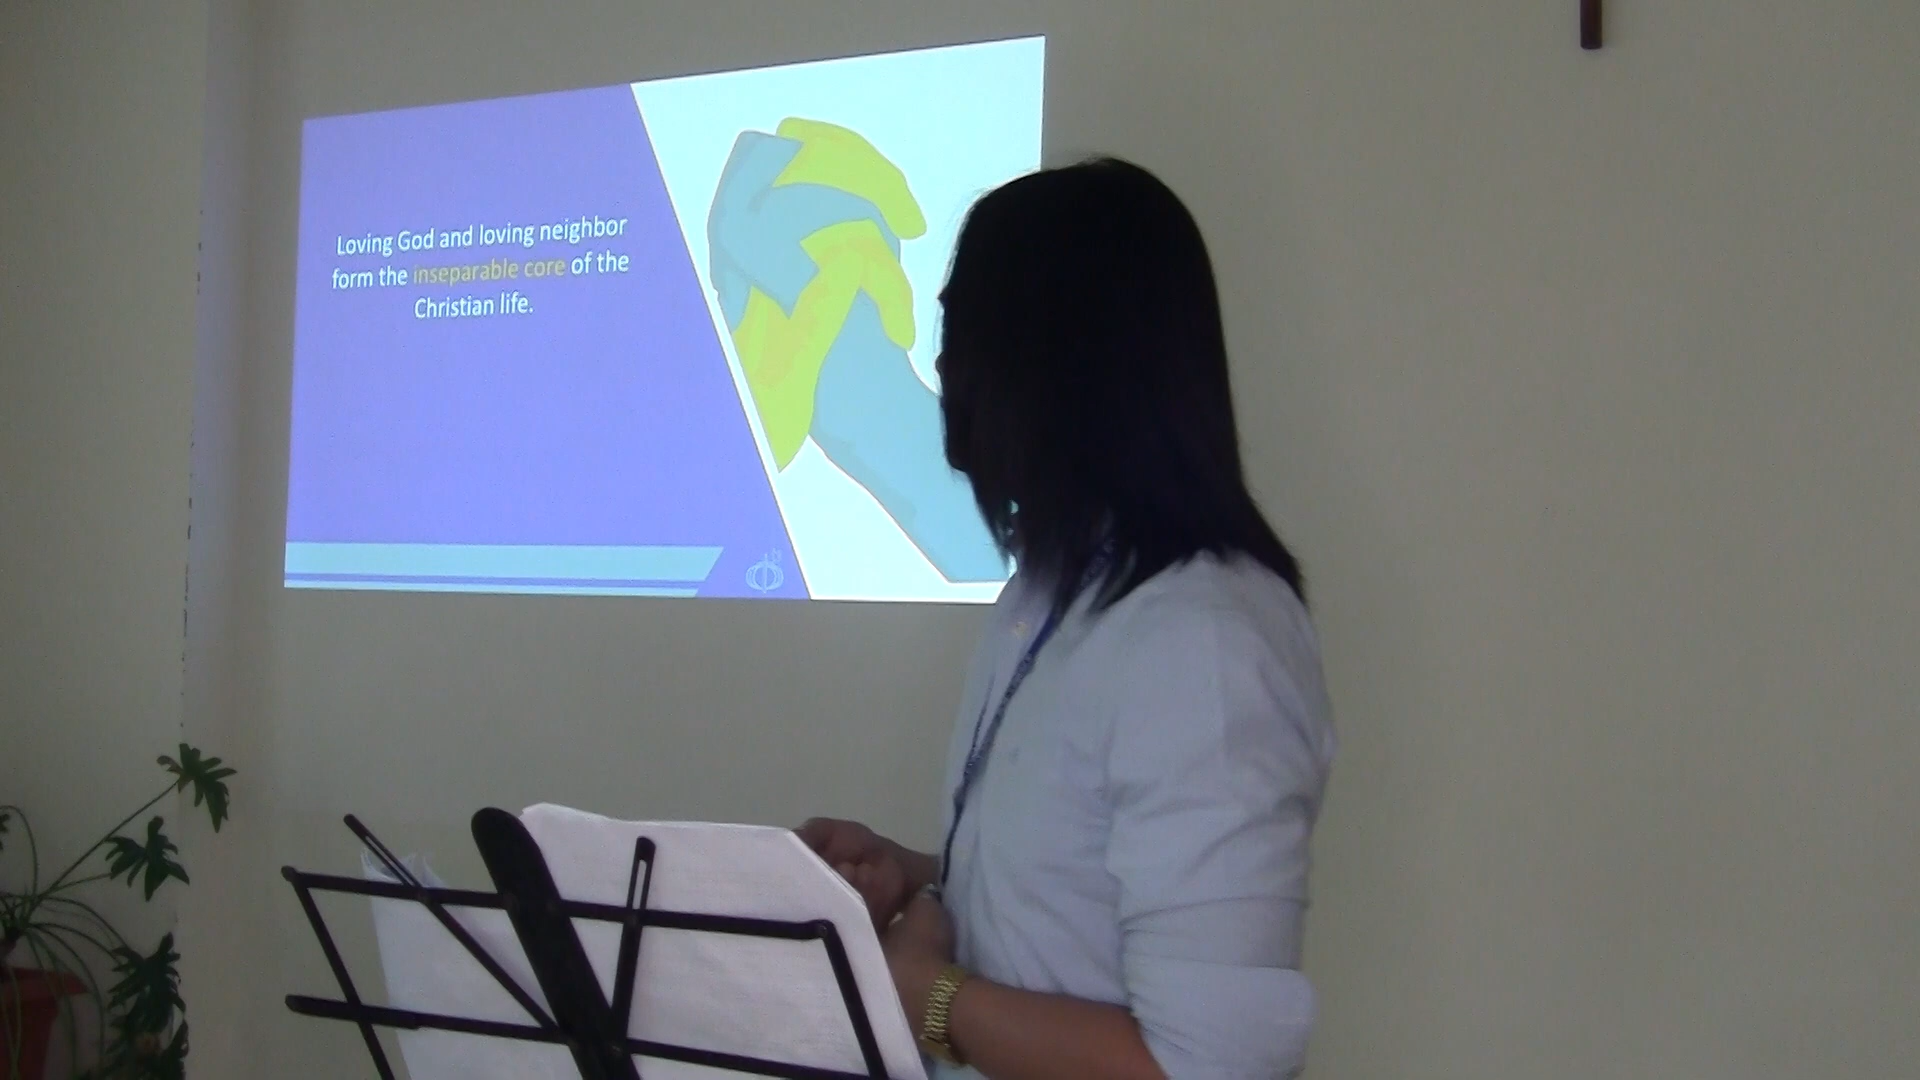 Loving God and loving neighbor
form the inseparable core of the
Christian life.